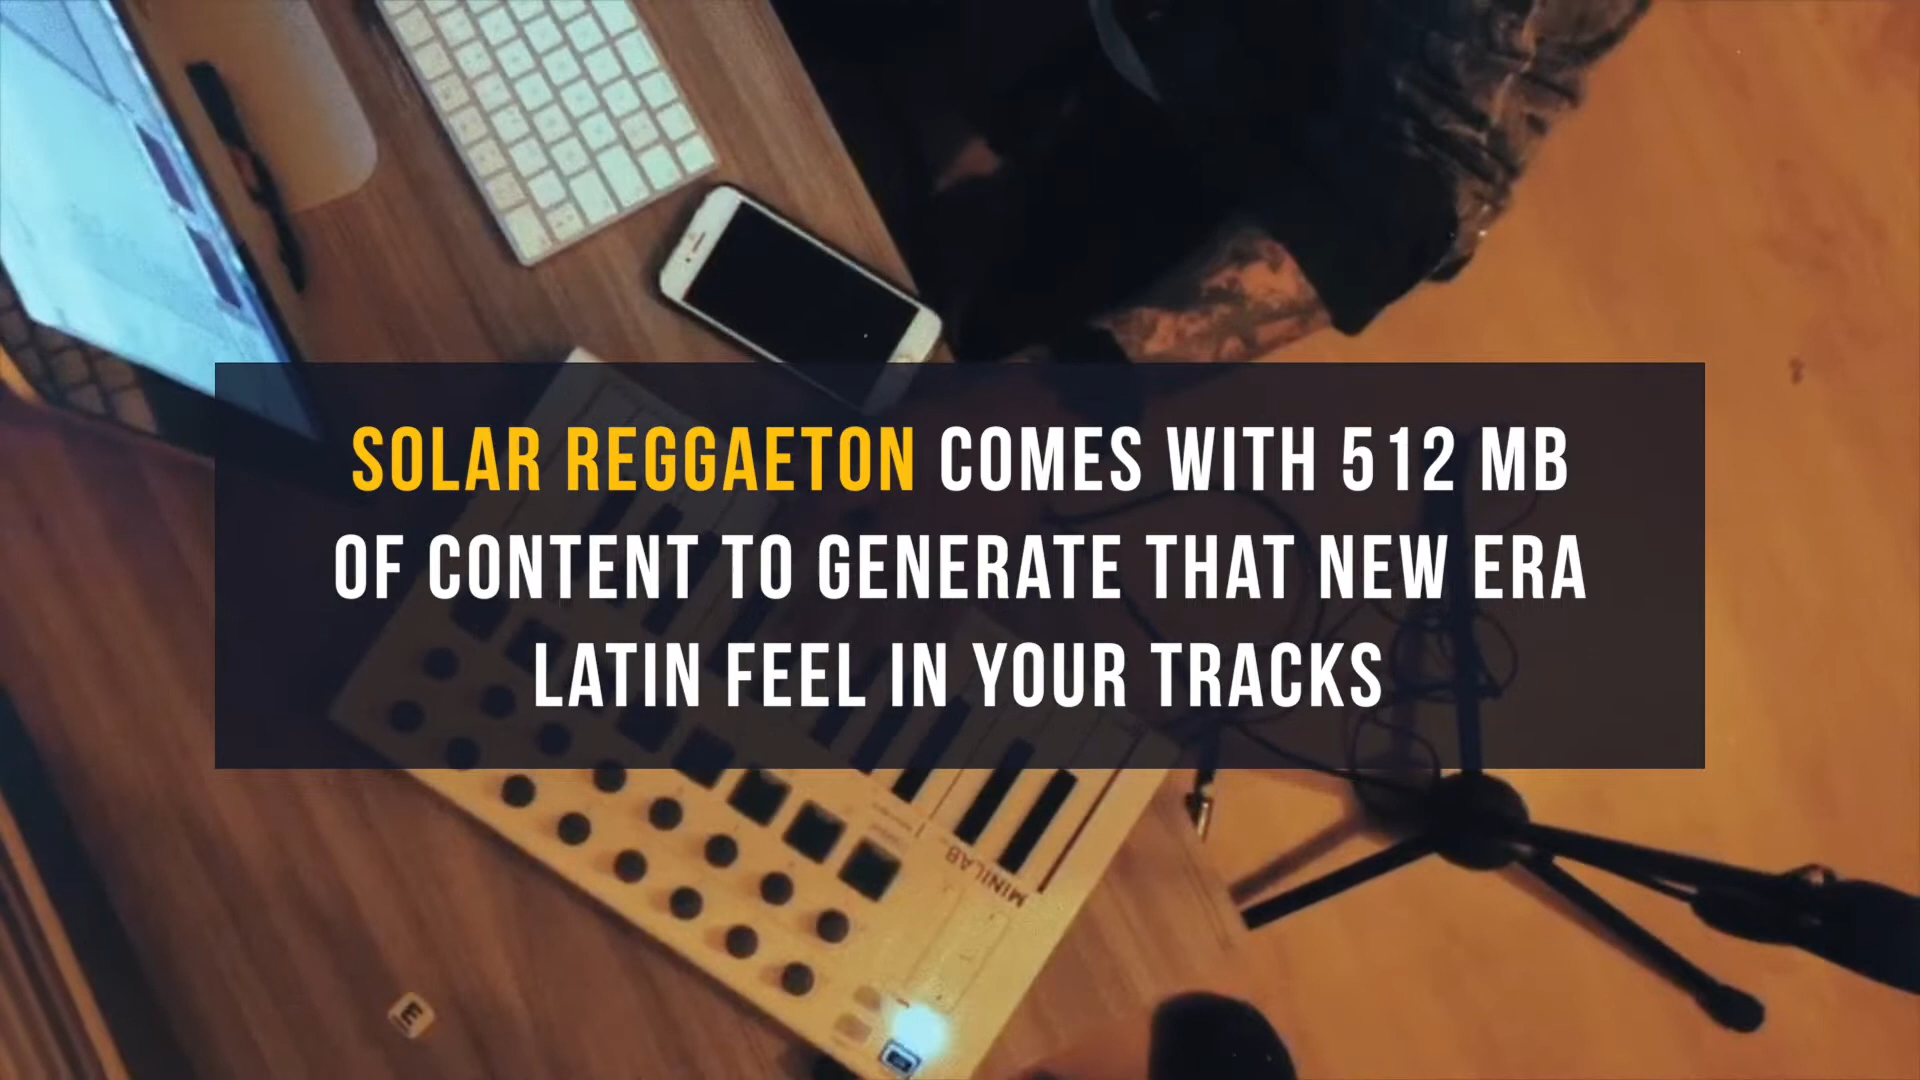 SOLAR REGGAETON COMES WITH 512 MB
OF CONTENT TO GENERATE THAT NEW ERA
LATIN FEEL IN YOUR TRACKS
MINILAB
E